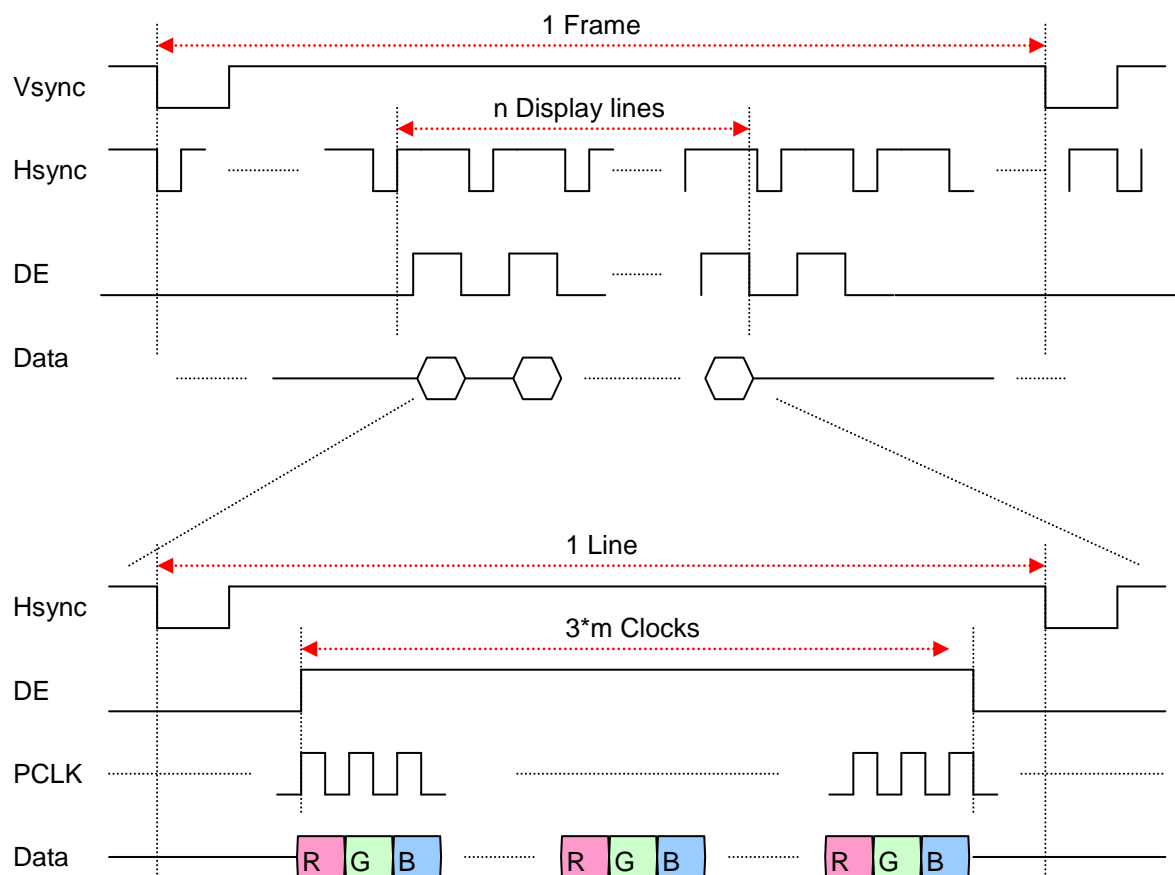 1 Frame
Vsync
n Display lines
Hsync
DE
Data
1 Line
Hsync
3*m Clocks
DE
PCLK
Data R G B R G B R G B